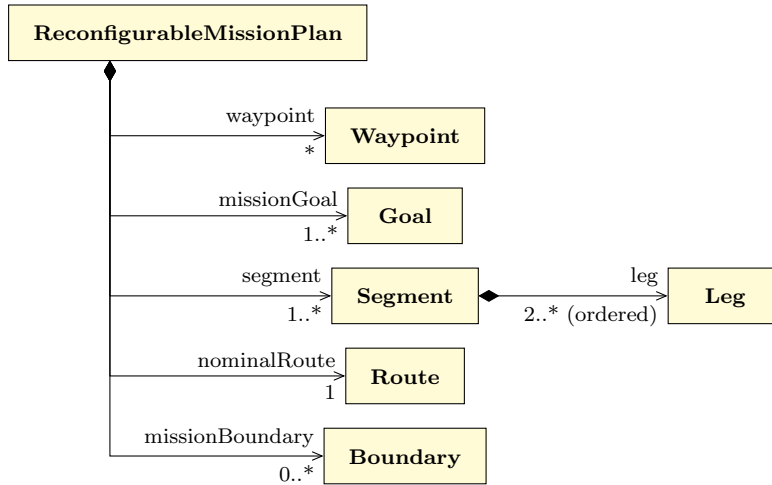 ReconfigurableMissionPlan
waypoint
*
Waypoint
missionGoal
1..*
Goal
segment
1..*
Segment
leg
2..* (ordered)
Leg
nominalRoute
1
Route
missionBoundary
0..*
Boundary